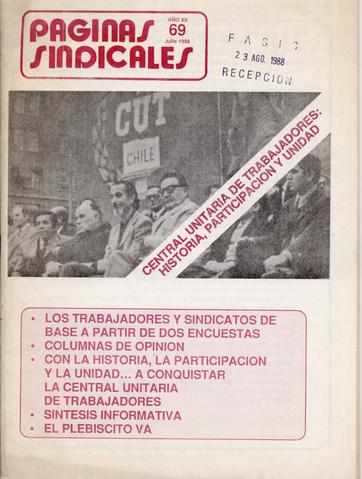 PAGINAS
SINDICALES
AÑO XII
69
Julio 1988
FASIC
23 AGO. 1988
RECEPCION
CUT
CHILE
CENTRAL UNITARIA DE TRABAJADORES:
HISTORIA, PARTICIPACION Y UNIDAD
• LOS TRABAJADORES Y SINDICATOS DE
BASE A PARTIR DE DOS ENCUESTAS
• COLUMNAS DE OPINION
• CON LA HISTORIA, LA PARTICIPACION
Y LA UNIDAD... A CONQUISTAR
LA CENTRAL UNITARIA
DE TRABAJADORES
• SINTESIS INFORMATIVA
• EL PLEBISCITO VA